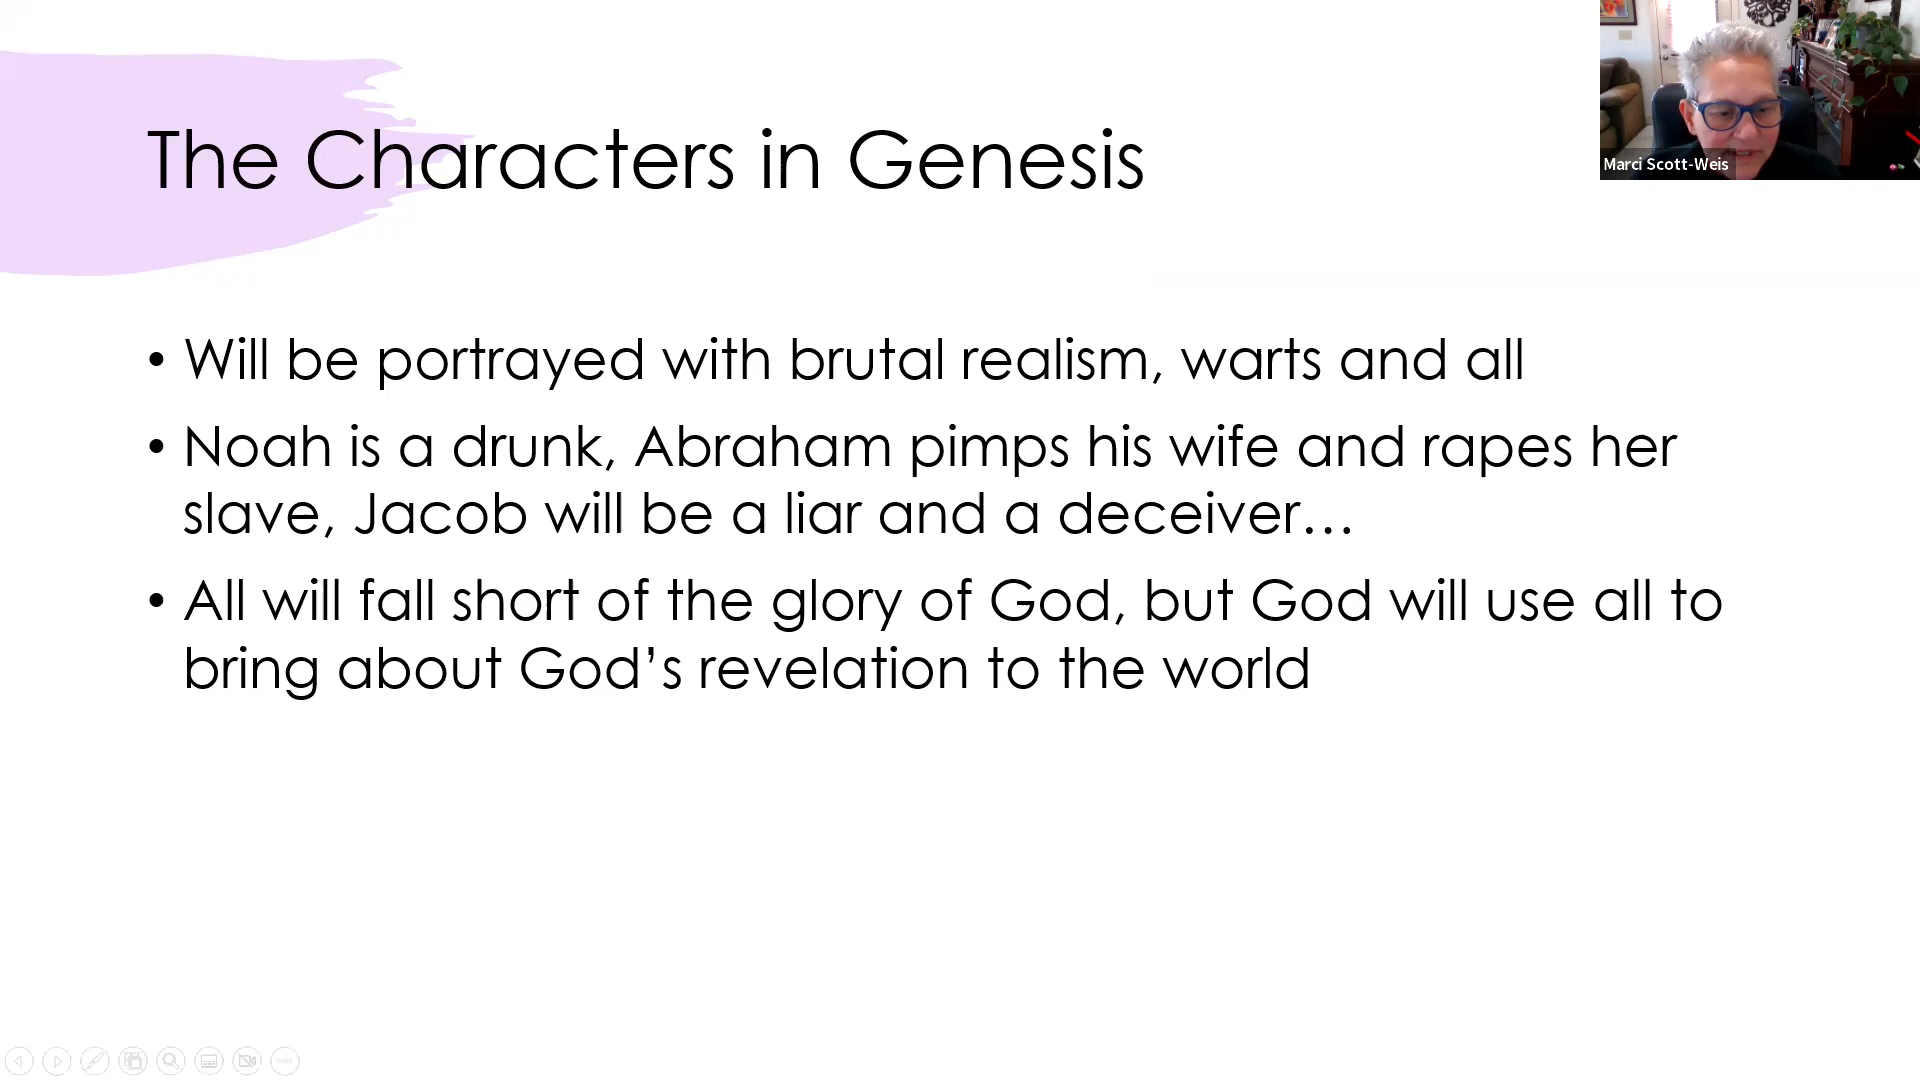 The Characters in Genesis
Marci Scott-Weis
• Will be portrayed with brutal realism, warts and all
• Noah is a drunk, Abraham pimps his wife and rapes her
slave, Jacob will be a liar and a deceiver…
• All will fall short of the glory of God, but God will use all to
bring about God’s revelation to the world